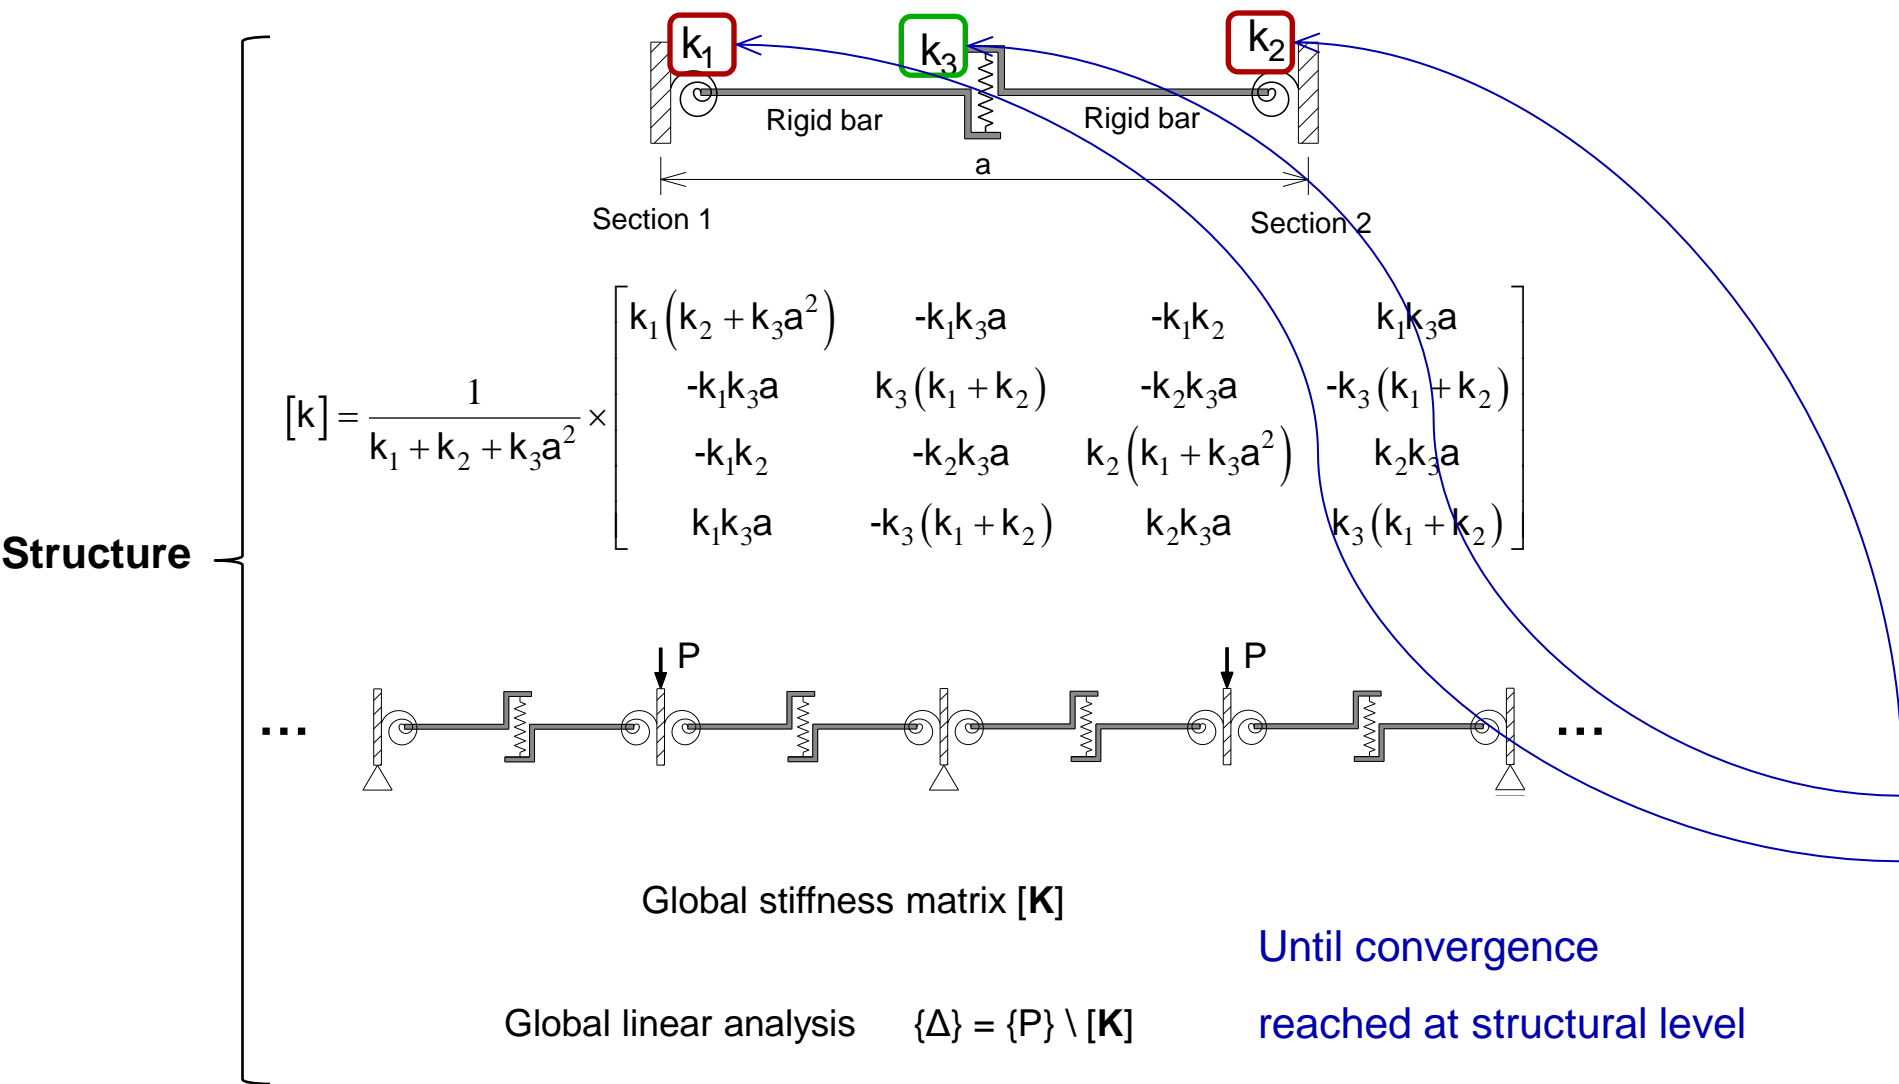 k₁ k₃ k₂
Rigid bar Rigid bar
a
Section 1 Section 2
k₁(k₂ + k₃a²) -k₁k₃a -k₁k₂ k₁k₃a
-k₁k₃a k₃(k₁ + k₂) -k₂k₃a -k₃(k₁ + k₂)
[k] = 1 / (k₁ + k₂ + k₃a²) ×
-k₁k₂ -k₂k₃a k₂(k₁ + k₃a²) k₂k₃a
k₁k₃a -k₃(k₁ + k₂) k₂k₃a k₃(k₁ + k₂)
Structure
P P
... ...
Global stiffness matrix [K]
Until convergence
Global linear analysis {Δ} = {P} \ [K]
reached at structural level